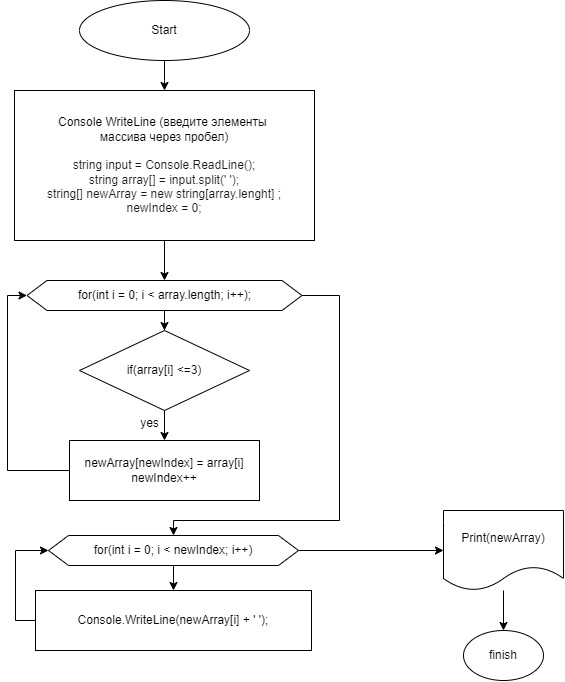 Start
Console WriteLine (введите элементы
массива через пробел)
string input = Console.ReadLine();
string array[] = input.split(' ');
string[] newArray = new string[array.lenght] ;
newIndex = 0;
for(int i = 0; i < array.length; i++);
if(array[i] <=3)
yes
newArray[newIndex] = array[i]
newIndex++
for(int i = 0; i < newIndex; i++)
Print(newArray)
Console.WriteLine(newArray[i] + ' ');
finish